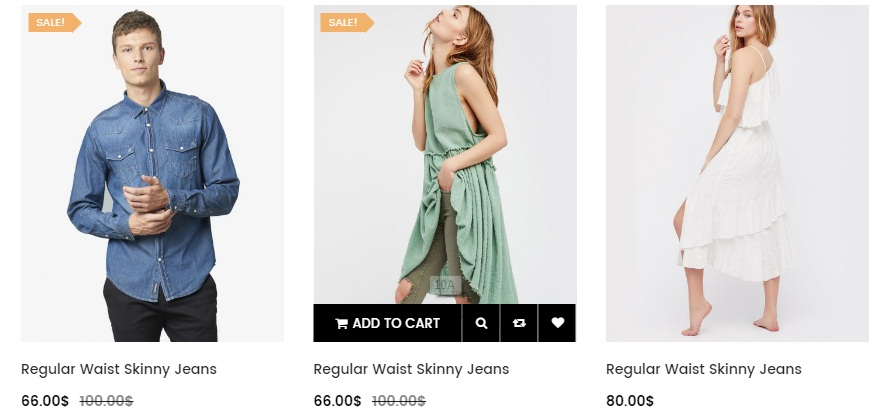 SALE!
SALE!
10A
ADD TO CART
Regular Waist Skinny Jeans
Regular Waist Skinny Jeans
Regular Waist Skinny Jeans
66.00$ 100.00$
66.00$ 100.00$
80.00$